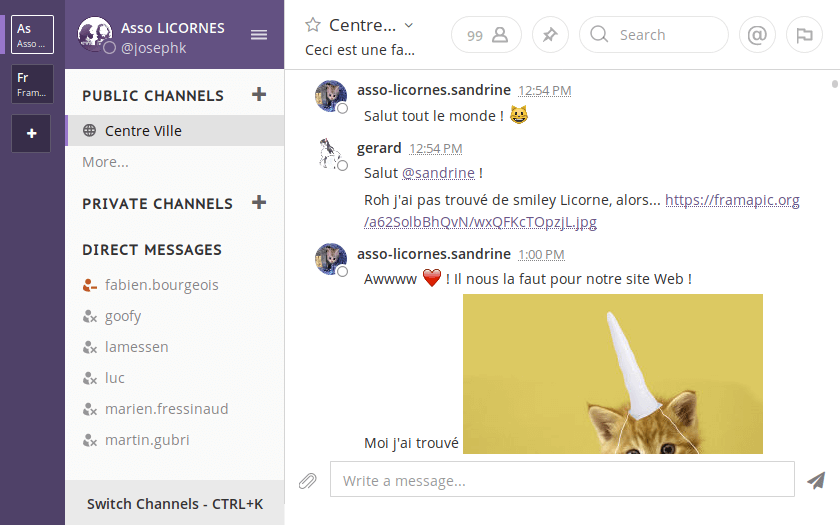 As
Asso ...
Fr
Fram...
+
Asso LICORNES
@josephk
PUBLIC CHANNELS +
Centre Ville
More...
PRIVATE CHANNELS +
DIRECT MESSAGES
fabien.bourgeois
goofy
lamessen
luc
marien.fressinaud
martin.gubri
Switch Channels - CTRL+K
Centre...
Ceci est une fa...
99
Search
@
asso-licornes.sandrine 12:54 PM
Salut tout le monde ! 😸
gerard 12:54 PM
Salut @sandrine !
Roh j'ai pas trouvé de smiley Licorne, alors... https://framapic.org
/a62SolbBhQvN/wxQFKcTOpzjL.jpg
asso-licornes.sandrine 1:00 PM
Awwww ❤️ ! Il nous la faut pour notre site Web !
Moi j'ai trouvé
Write a message...